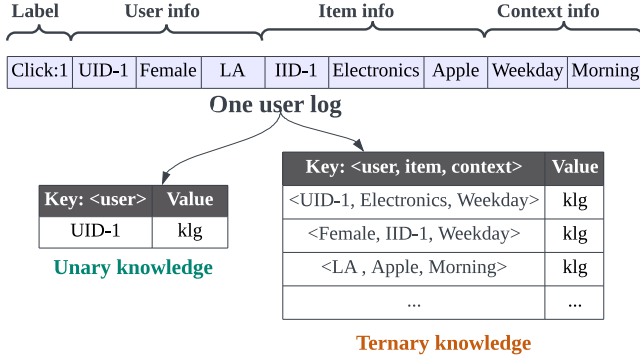 Label User info Item info Context info
Click:1 UID-1 Female LA IID-1 Electronics Apple Weekday Morning
One user log
Key: <user> Value
UID-1 klg
Unary knowledge
Key: <user, item, context> Value
<UID-1, Electronics, Weekday> klg
<Female, IID-1, Weekday> klg
<LA , Apple, Morning> klg
... ...
Ternary knowledge